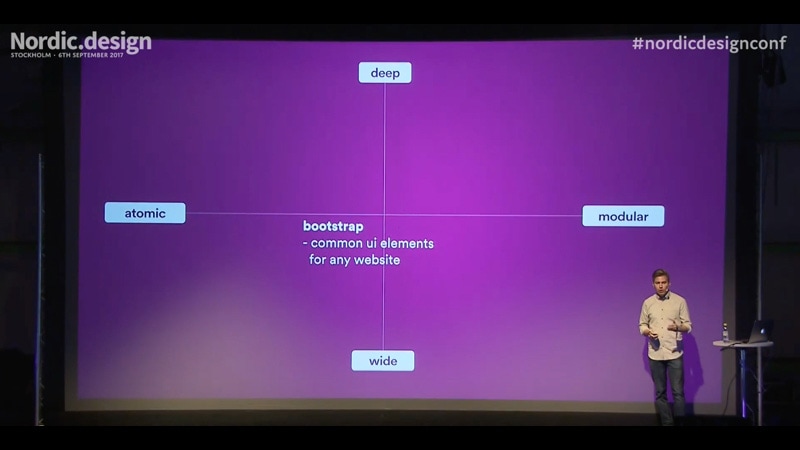 Nordic.design
STOCKHOLM · 6TH SEPTEMBER 2017
#nordicdesignconf
deep
atomic
modular
bootstrap
- common ui elements
for any website
wide